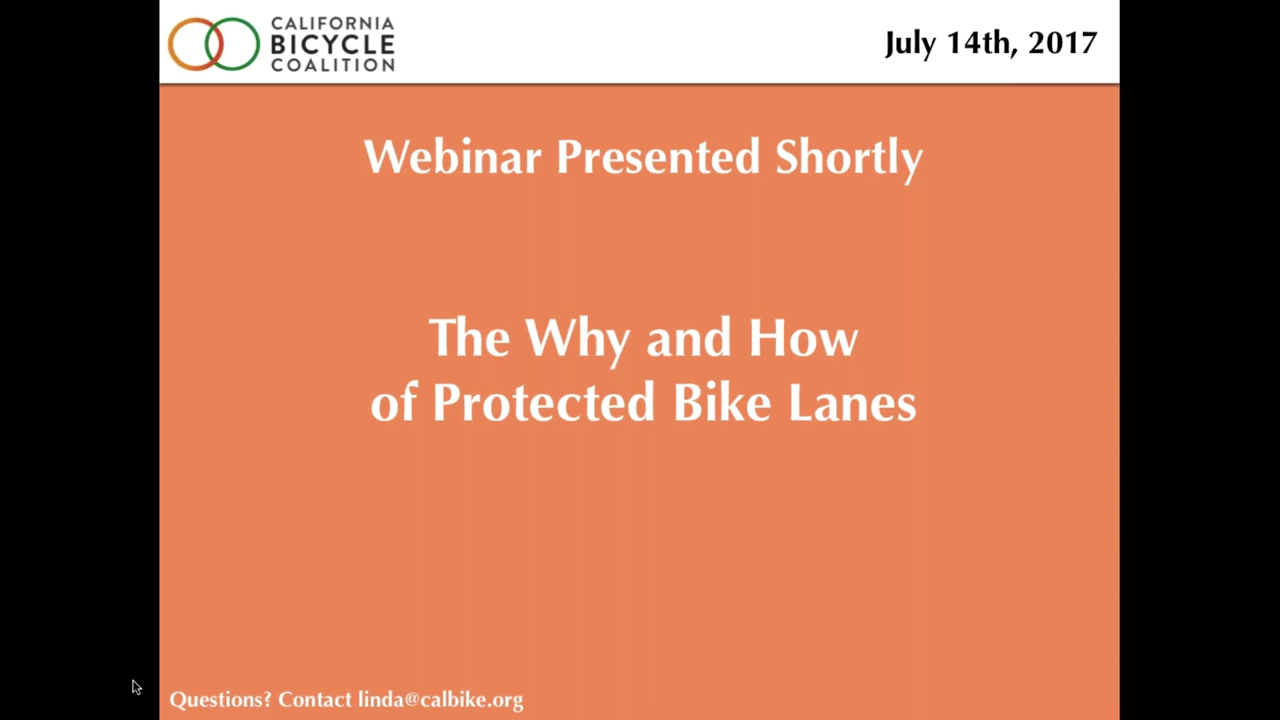 CALIFORNIA
BICYCLE
COALITION
July 14th, 2017
Webinar Presented Shortly
The Why and How
of Protected Bike Lanes
Questions? Contact linda@calbike.org